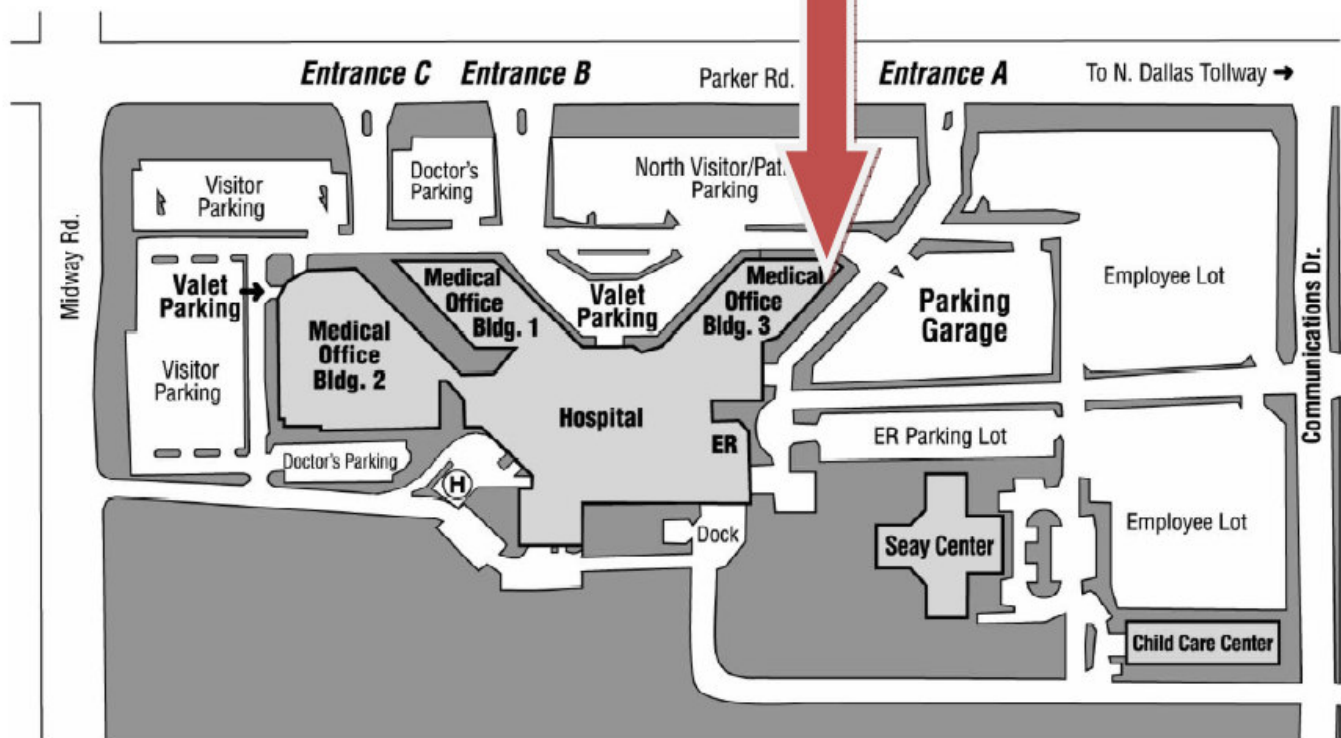 Entrance C
Entrance B
Parker Rd.
Entrance A
To N. Dallas Tollway →
Midway Rd.
Visitor
Parking
Doctor's
Parking
North Visitor/Pat
Parking
Employee Lot
Communications Dr.
Valet
Parking
Medical
Office
Bldg. 1
Valet
Parking
Medical
Office
Bldg. 3
Parking
Garage
Medical
Office
Bldg. 2
Visitor
Parking
Hospital
ER
ER Parking Lot
Doctor's Parking
H
Dock
Seay Center
Employee Lot
Child Care Center